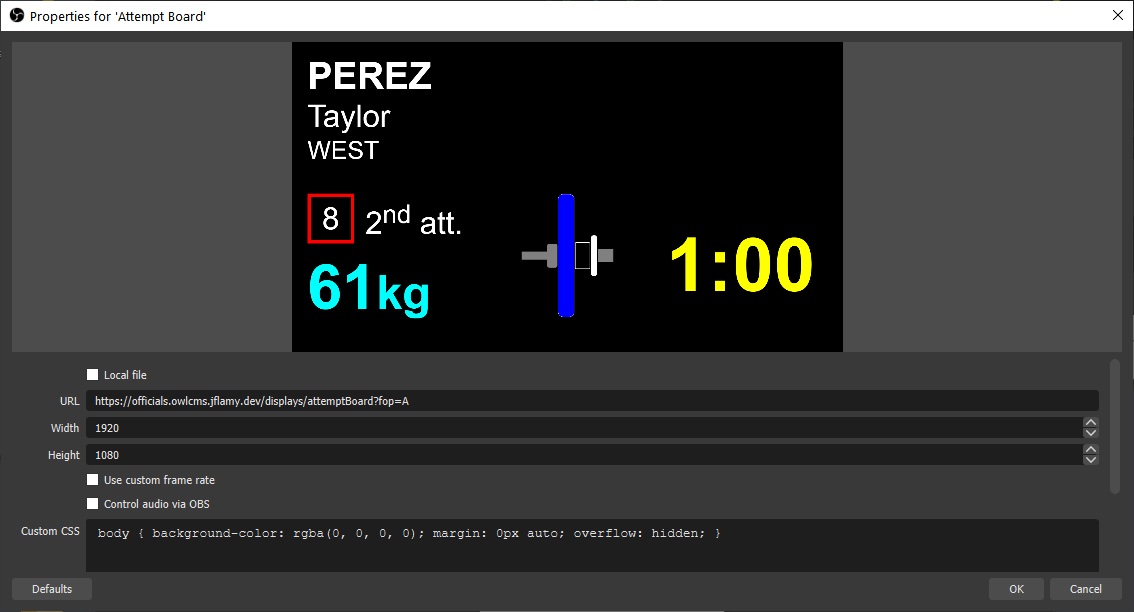 Properties for 'Attempt Board'
PEREZ
Taylor
WEST
8 2nd att.
61kg
1:00
Local file
URL https://officials.owlcms.jflamy.dev/displays/attemptBoard?fop=A
Width 1920
Height 1080
Use custom frame rate
Control audio via OBS
Custom CSS body { background-color: rgba(0, 0, 0, 0); margin: 0px auto; overflow: hidden; }
Defaults OK Cancel